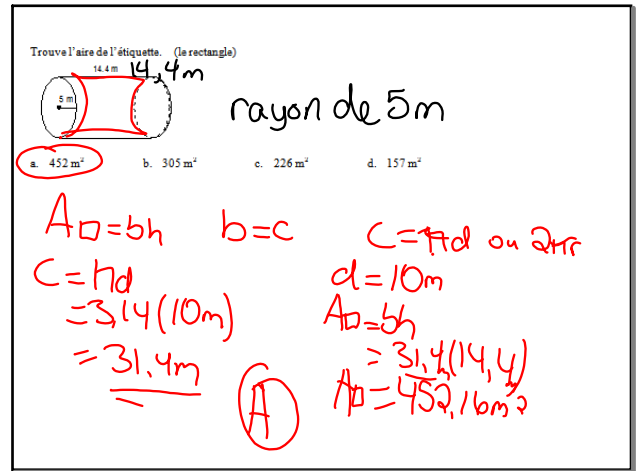 Trouve l'aire de l'étiquette. (le rectangle)
14.4 m 14,4m
5 m
rayon de 5m
a. 452 m² b. 305 m² c. 226 m² d. 157 m²
A▭=bh b=c C=πd ou 2πr
C=πd
=3,14(10m)
=31,4m
A
d=10m
A▭=bh
=31,4(14,4)
A▭=452,16m2